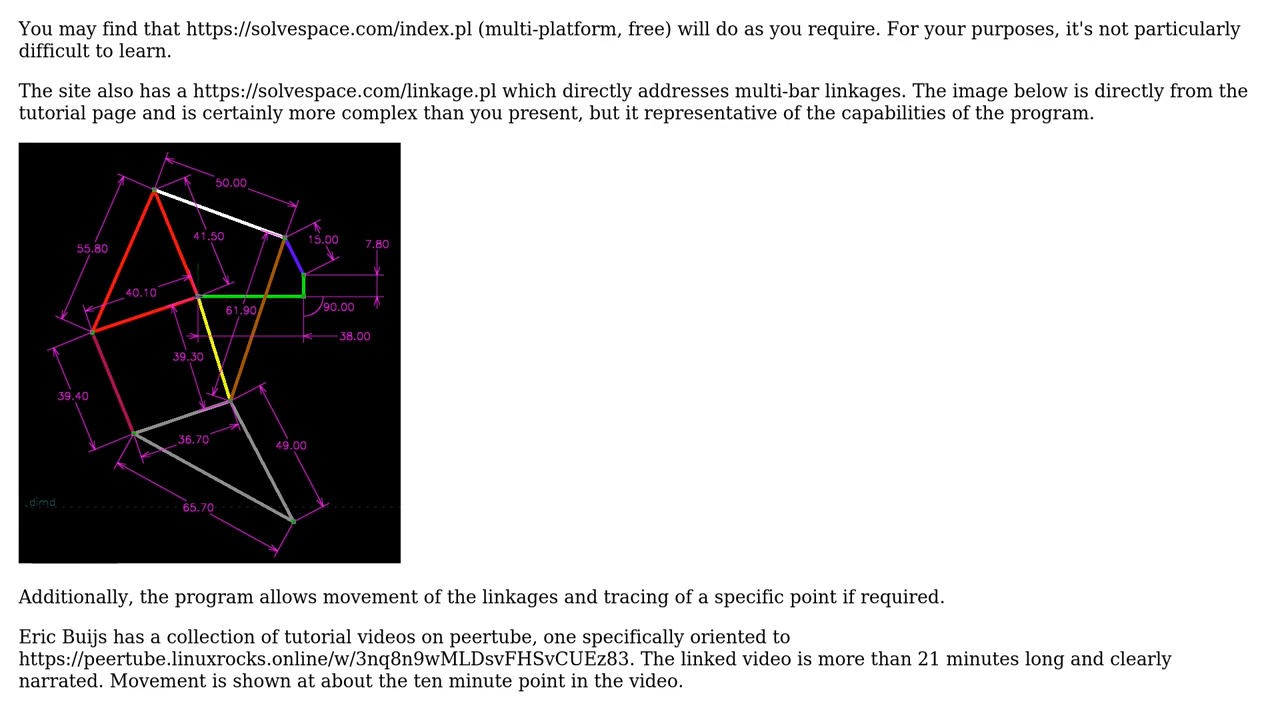 You may find that https://solvespace.com/index.pl (multi-platform, free) will do as you require. For your purposes, it's not particularly
difficult to learn.
The site also has a https://solvespace.com/linkage.pl which directly addresses multi-bar linkages. The image below is directly from the
tutorial page and is certainly more complex than you present, but it representative of the capabilities of the program.
50.00
41.50
15.00
7.80
55.80
40.10
61.90
90.00
38.00
39.30
39.40
36.70
49.00
dimd
65.70
Additionally, the program allows movement of the linkages and tracing of a specific point if required.
Eric Buijs has a collection of tutorial videos on peertube, one specifically oriented to
https://peertube.linuxrocks.online/w/3nq8n9wMLDsvFHSvCUEz83. The linked video is more than 21 minutes long and clearly
narrated. Movement is shown at about the ten minute point in the video.